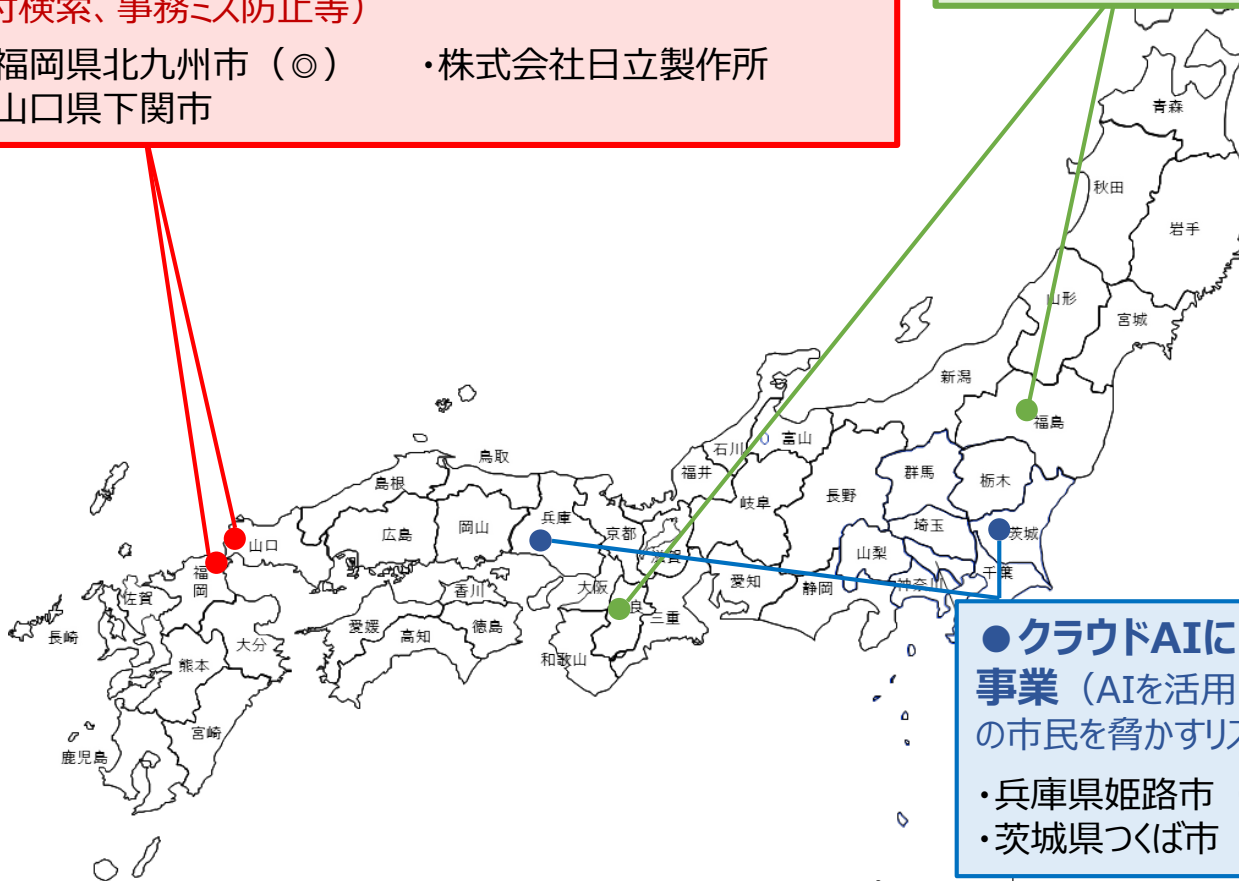 付検索、事務ミス防止等）
福岡県北九州市（◎）　・株式会社日立製作所
山口県下関市
青森
秋田
岩手
山形
宮城
新潟
福島
石川
富山
鳥取
福井
群馬
栃木
島根
長野
岐阜
兵庫
岡山
広島
京都
埼玉
茨城
山口
滋賀
山梨
福岡
千葉
愛知
静岡
神奈川
大阪
佐賀
香川
良
三重
長崎
愛媛
高知
徳島
大分
和歌山
熊本
宮崎
鹿児島
●クラウドAIに
事業（AIを活用
の市民を脅かすリス
・兵庫県姫路市
・茨城県つくば市